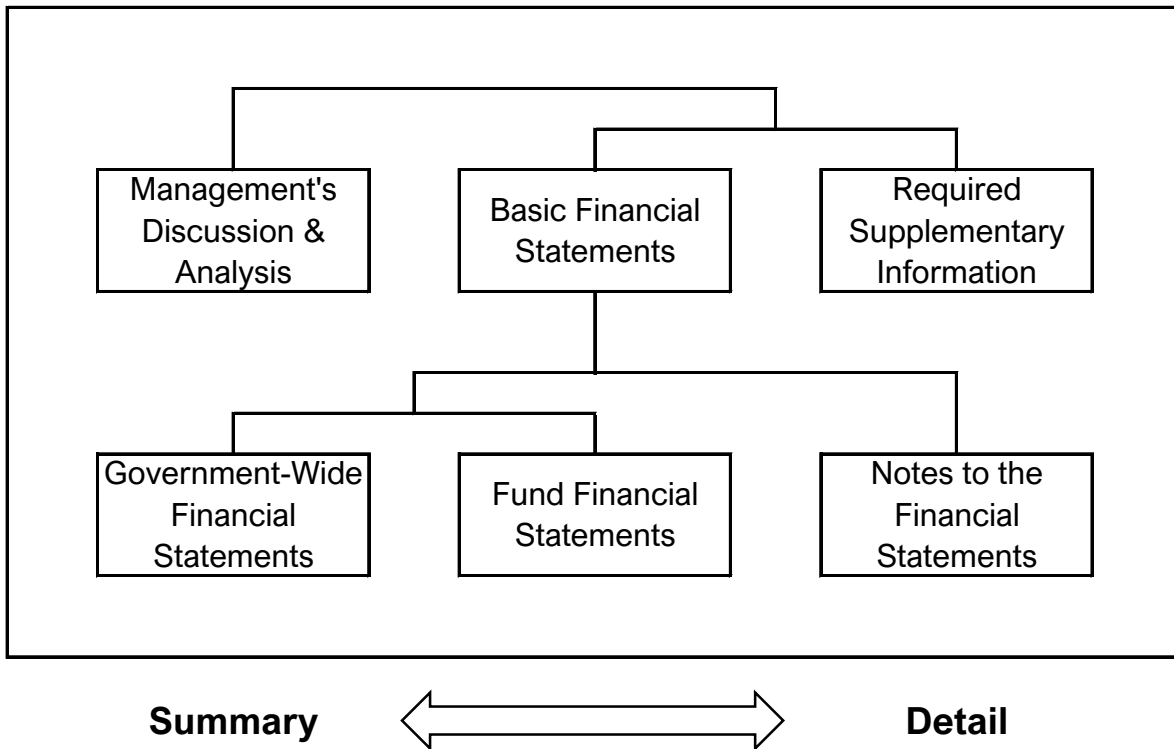 Management's
Discussion &
Analysis
Basic Financial
Statements
Required
Supplementary
Information
Government-Wide
Financial
Statements
Fund Financial
Statements
Notes to the
Financial
Statements
Summary
Detail